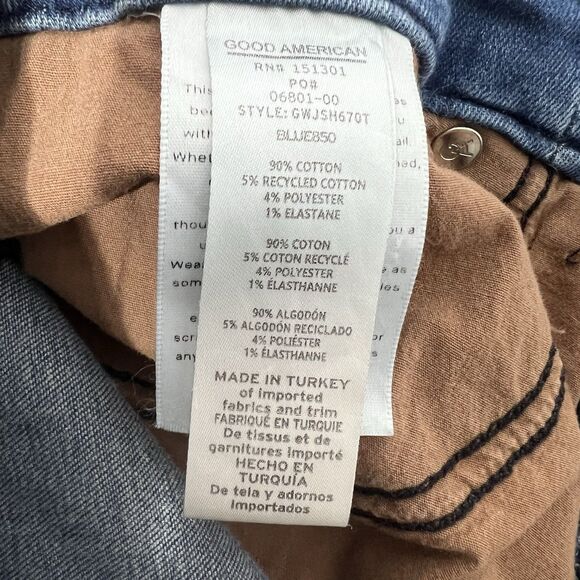 GOOD AMERICAN
RN# 151301
PO#
06801-00
STYLE: GWJSH670T
BLUE850
90% COTTON
5% RECYCLED COTTON
4% POLYESTER
1% ELASTANE
90% COTON
5% COTON RECYCLÉ
4% POLYESTER
1% ÉLASTHANNE
90% ALGODÓN
5% ALGODÓN RECICLADO
4% POLIÉSTER
1% ÉLASTHANNE
MADE IN TURKEY
of imported
fabrics and trim
FABRIQUÉ EN TURQUIE
De tissus et de
garnitures importé
HECHO EN
TURQUÍA
De tela y adornos
Importados